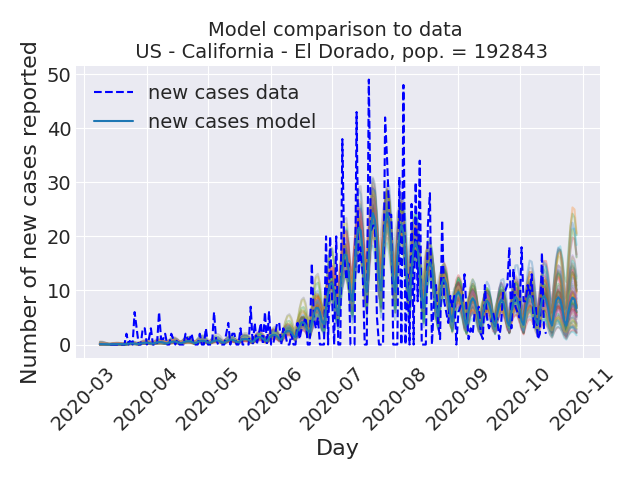 Model comparison to data
US - California - El Dorado, pop. = 192843
Number of new cases reported
50
40
30
20
10
0
new cases data
new cases model
2020-03
2020-04
2020-05
2020-06
2020-07
2020-08
2020-09
2020-10
2020-11
Day